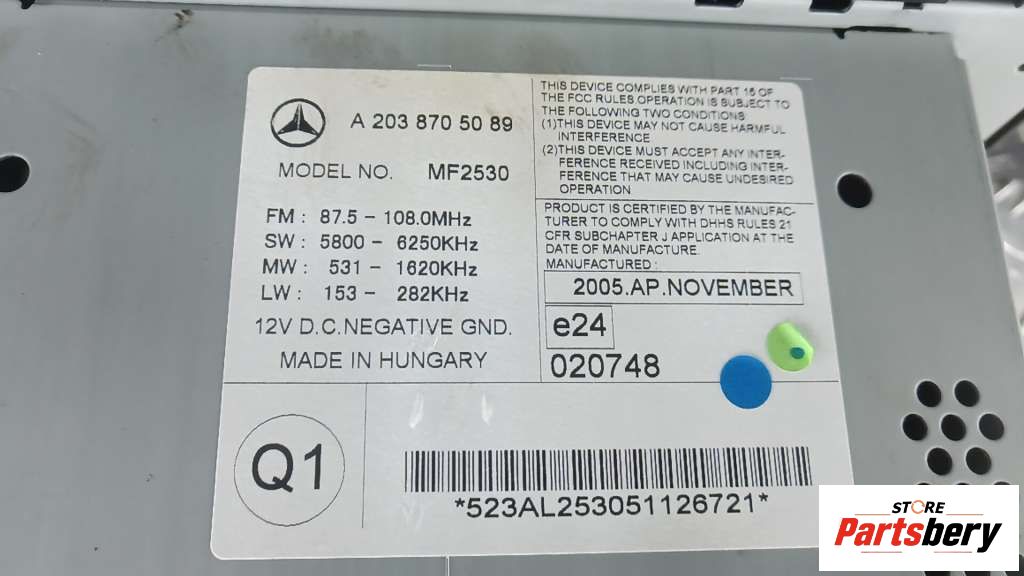 A 203 870 50 89
MODEL NO. MF2530
FM : 87.5 - 108.0MHz
SW : 5800 - 6250KHz
MW : 531 - 1620KHz
LW : 153 - 282KHz
12V D.C.NEGATIVE GND.
MADE IN HUNGARY
THIS DEVICE COMPLIES WITH PART 15 OF
THE FCC RULES OPERATION IS SUBJECT TO
THE FOLLOWING TWO CONDITIONS:
(1)THIS DEVICE MAY NOT CAUSE HARMFUL
INTERFERENCE
(2)THIS DEVICE MUST ACCEPT ANY INTER-
FERENCE RECEIVED INCLUDING INTER-
FERENCE THAT MAY CAUSE UNDESIRED
OPERATION
PRODUCT IS CERTIFIED BY THE MANUFAC-
TURER TO COMPLY WITH DHHS RULES 21
CFR SUBCHAPTER J APPLICATION AT THE
DATE OF MANUFACTURE.
MANUFACTURED :
2005.AP.NOVEMBER
e24
020748
Q1
*523AL253051126721*
STORE
Partsbery